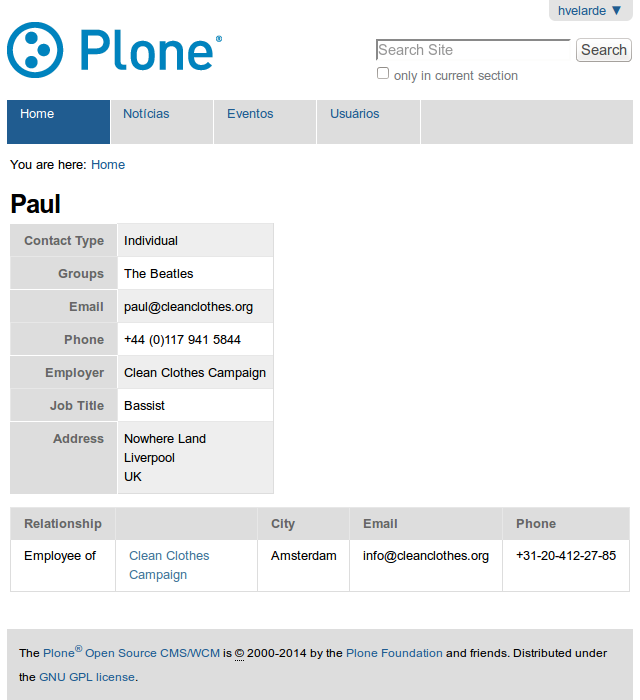 hvelarde ▼
Plone®
Search Site
Search
only in current section
Home Notícias Eventos Usuários
You are here: Home
Paul
Contact Type Individual
Groups The Beatles
Email paul@cleanclothes.org
Phone +44 (0)117 941 5844
Employer Clean Clothes Campaign
Job Title Bassist
Address Nowhere Land
Liverpool
UK
Relationship City Email Phone
Employee of Clean Clothes Amsterdam info@cleanclothes.org +31-20-412-27-85
Campaign
The Plone® Open Source CMS/WCM is © 2000-2014 by the Plone Foundation and friends. Distributed under
the GNU GPL license.